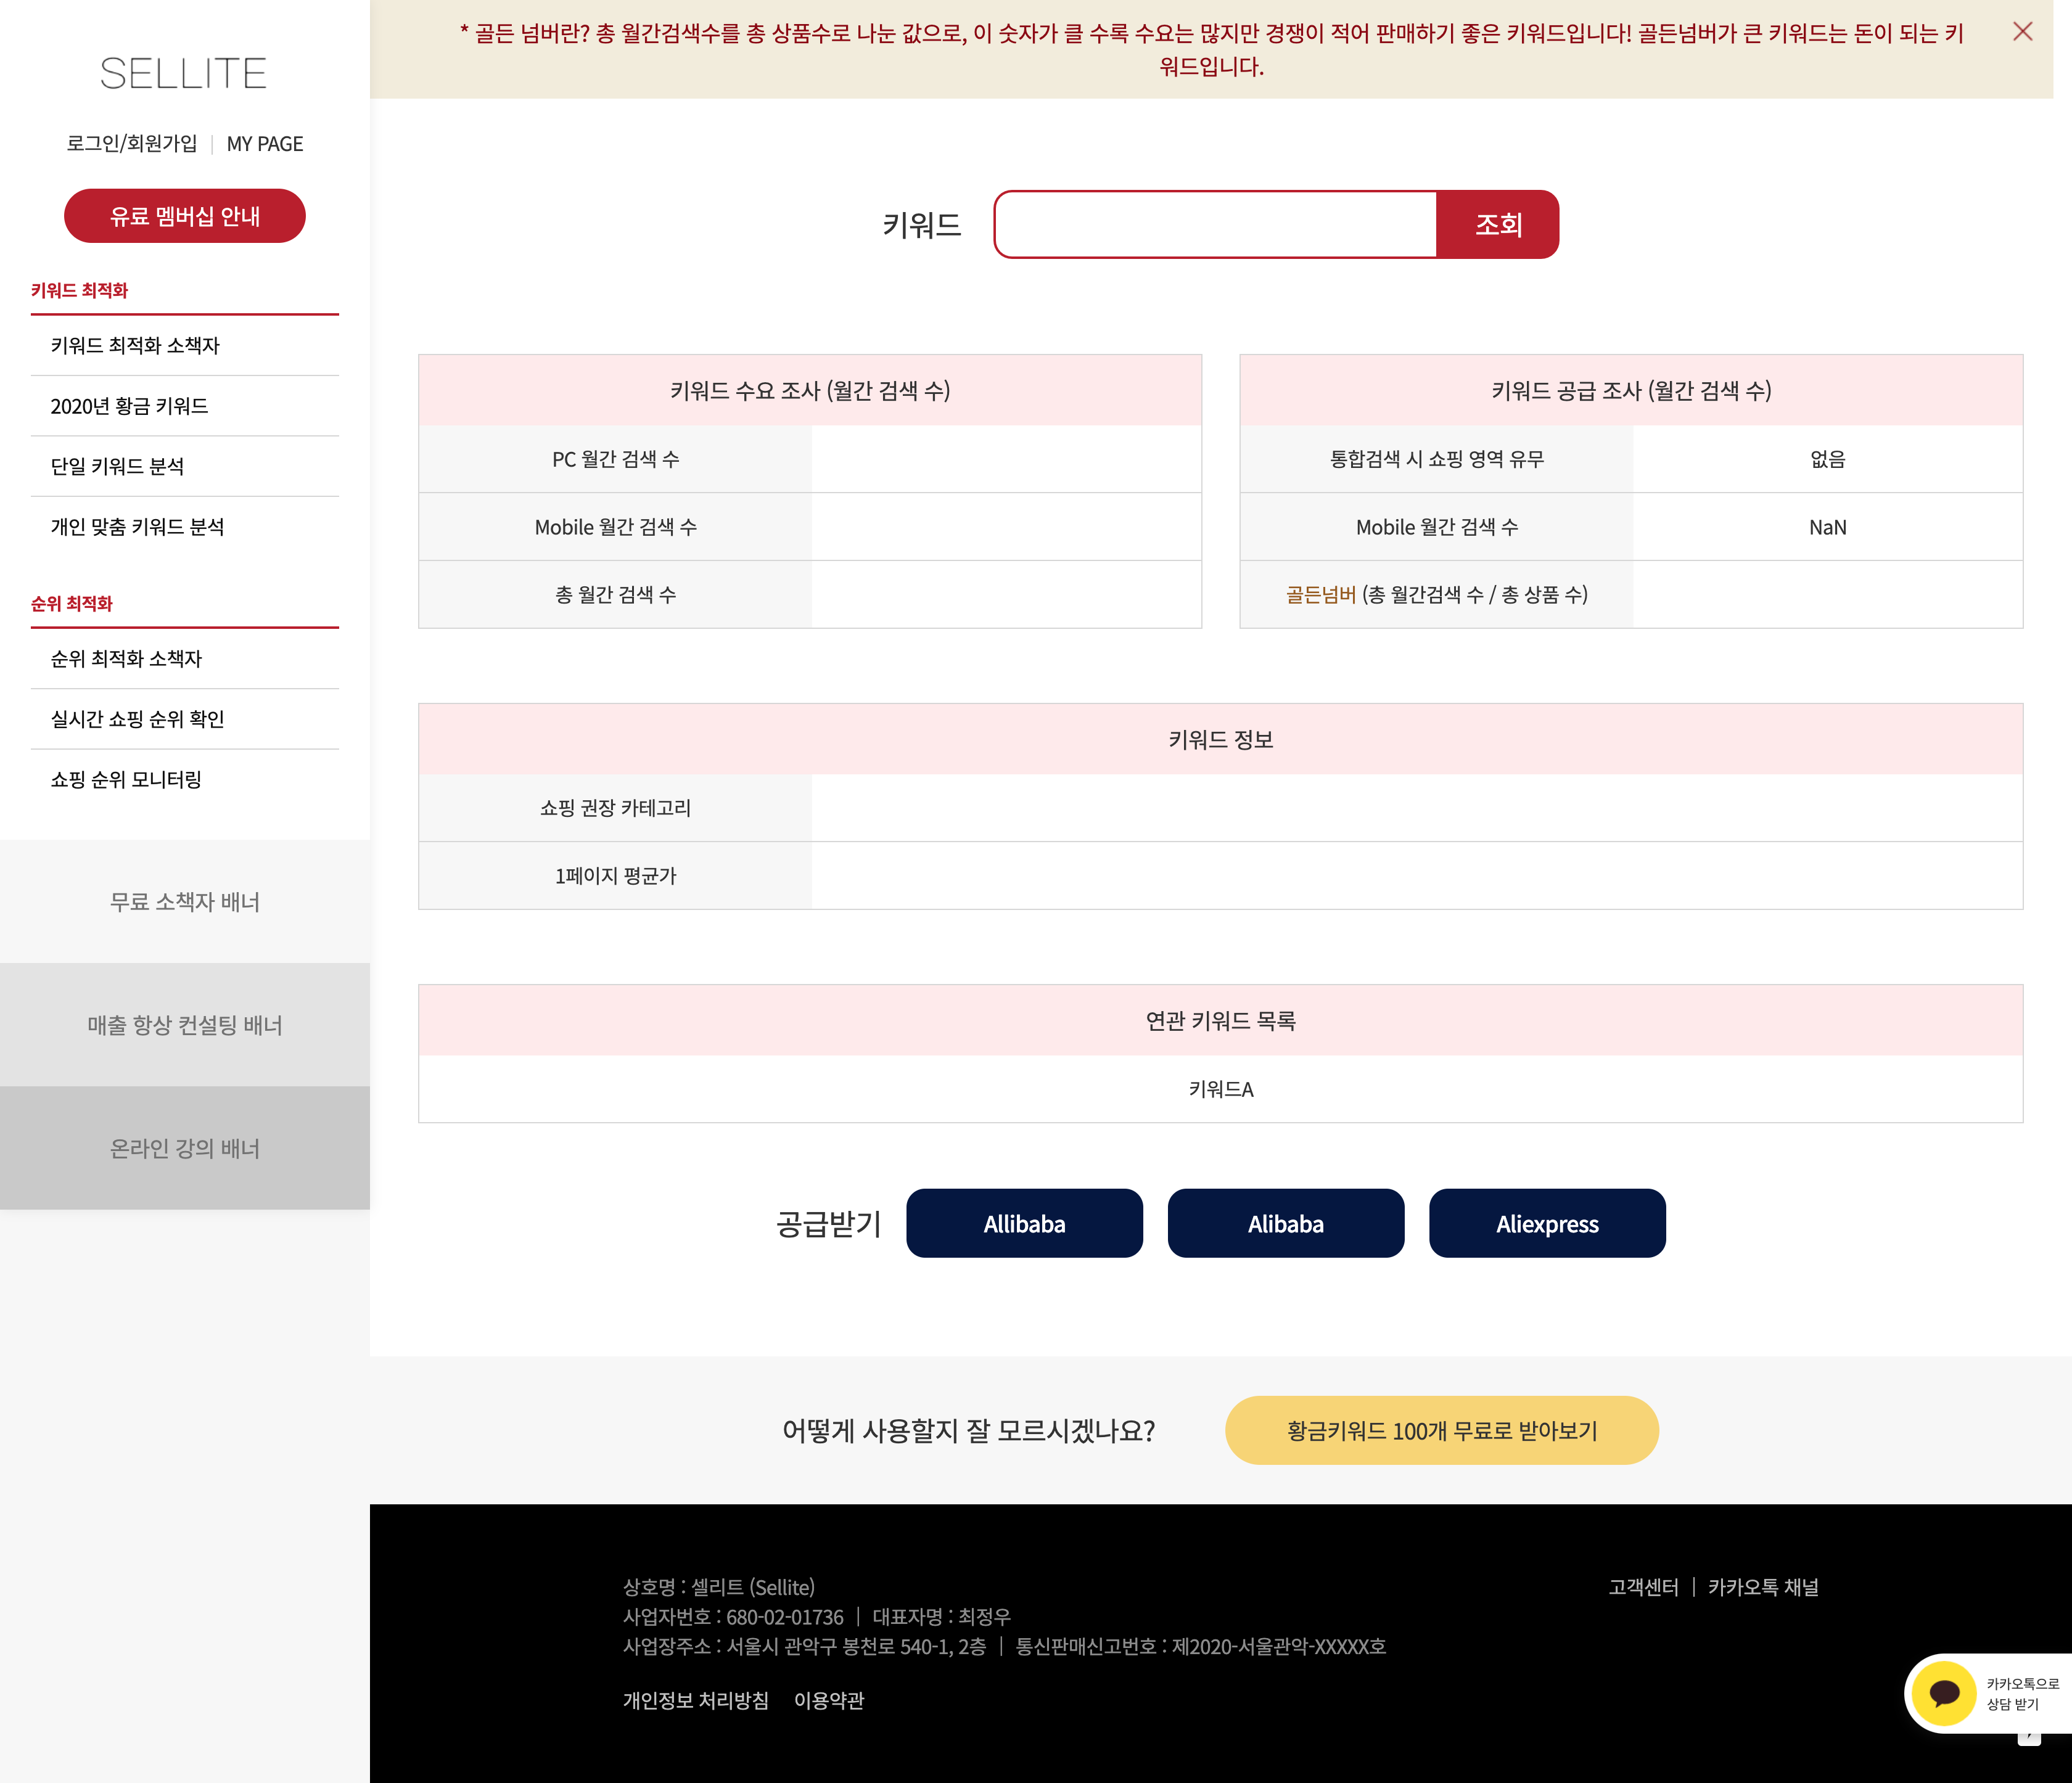 SELLITE
로그인/회원가입 | MY PAGE
유료 멤버십 안내
키워드 최적화
키워드 최적화 소책자
2020년 황금 키워드
단일 키워드 분석
개인 맞춤 키워드 분석
순위 최적화
순위 최적화 소책자
실시간 쇼핑 순위 확인
쇼핑 순위 모니터링
무료 소책자 배너
매출 항상 컨설팅 배너
온라인 강의 배너
* 골든 넘버란? 총 월간검색수를 총 상품수로 나눈 값으로, 이 숫자가 클 수록 수요는 많지만 경쟁이 적어 판매하기 좋은 키워드입니다! 골든넘버가 큰 키워드는 돈이 되는 키
워드입니다.
키워드 조회
키워드 수요 조사 (월간 검색 수)
PC 월간 검색 수
Mobile 월간 검색 수
총 월간 검색 수
키워드 공급 조사 (월간 검색 수)
통합검색 시 쇼핑 영역 유무 없음
Mobile 월간 검색 수 NaN
골든넘버 (총 월간검색 수 / 총 상품 수)
키워드 정보
쇼핑 권장 카테고리
1페이지 평균가
연관 키워드 목록
키워드A
공급받기 Allibaba Alibaba Aliexpress
어떻게 사용할지 잘 모르시겠나요? 황금키워드 100개 무료로 받아보기
상호명 : 셀리트 (Sellite)
사업자번호 : 680-02-01736 | 대표자명 : 최정우
사업장주소 : 서울시 관악구 봉천로 540-1, 2층 | 통신판매신고번호 : 제2020-서울관악-XXXXX호
개인정보 처리방침 이용약관
고객센터 | 카카오톡 채널
카카오톡으로
상담 받기